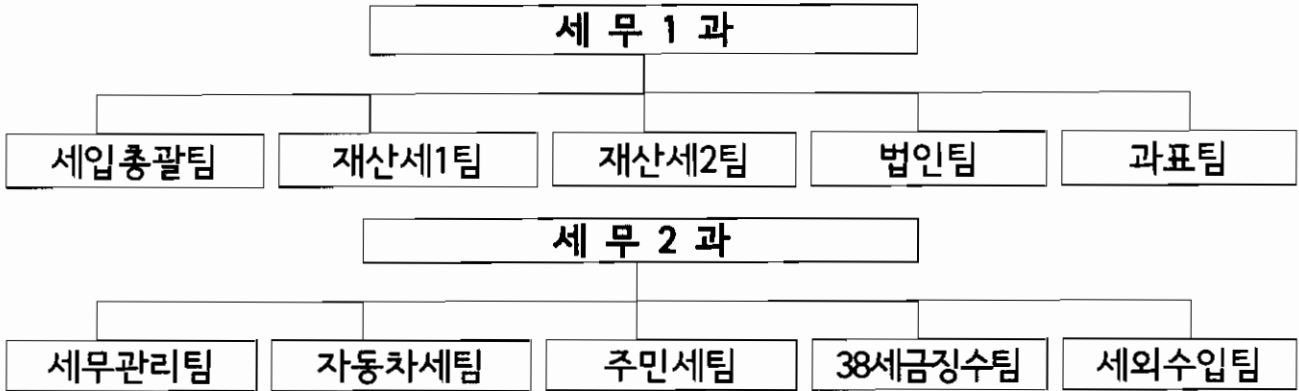 세 무 1 과
세입총괄팀 재산세1팀 재산세2팀 법인팀 과표팀
세 무 2 과
세무관리팀 자동차세팀 주민세팀 38세금징수팀 세외수입팀